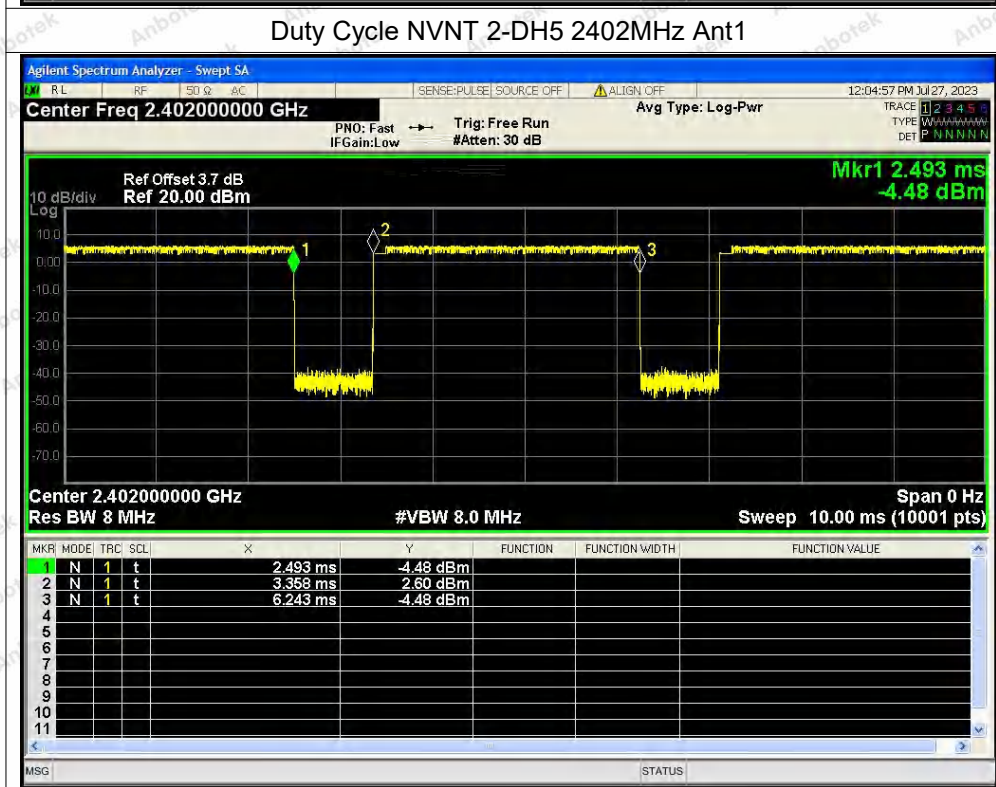 Duty Cycle NVNT 2-DH5 2402MHz Ant1
Agilent Spectrum Analyzer - Swept SA
LXI RL RF 50 Ω AC SENSE:PULSE SOURCE OFF ALIGN OFF 12:04:57 PM Jul 27, 2023
Center Freq 2.402000000 GHz Avg Type: Log-Pwr TRACE 1 2 3 4 5 6
PNO: Fast Trig: Free Run TYPE WWWWWW
IFGain:Low #Atten: 30 dB DET P N N N N N
Mkr1 2.493 ms
Ref Offset 3.7 dB
10 dB/div Ref 20.00 dBm -4.48 dBm
Log
10.0
0.00
-10.0
-20.0
-30.0
-40.0
-50.0
-60.0
-70.0
1
2
3
Center 2.402000000 GHz Span 0 Hz
Res BW 8 MHz #VBW 8.0 MHz Sweep 10.00 ms (10001 pts)
MKR MODE TRC SCL X Y FUNCTION FUNCTION WIDTH FUNCTION VALUE
1 N 1 t 2.493 ms -4.48 dBm
2 N 1 t 3.358 ms 2.60 dBm
3 N 1 t 6.243 ms -4.48 dBm
4
5
6
7
8
9
10
11
MSG STATUS